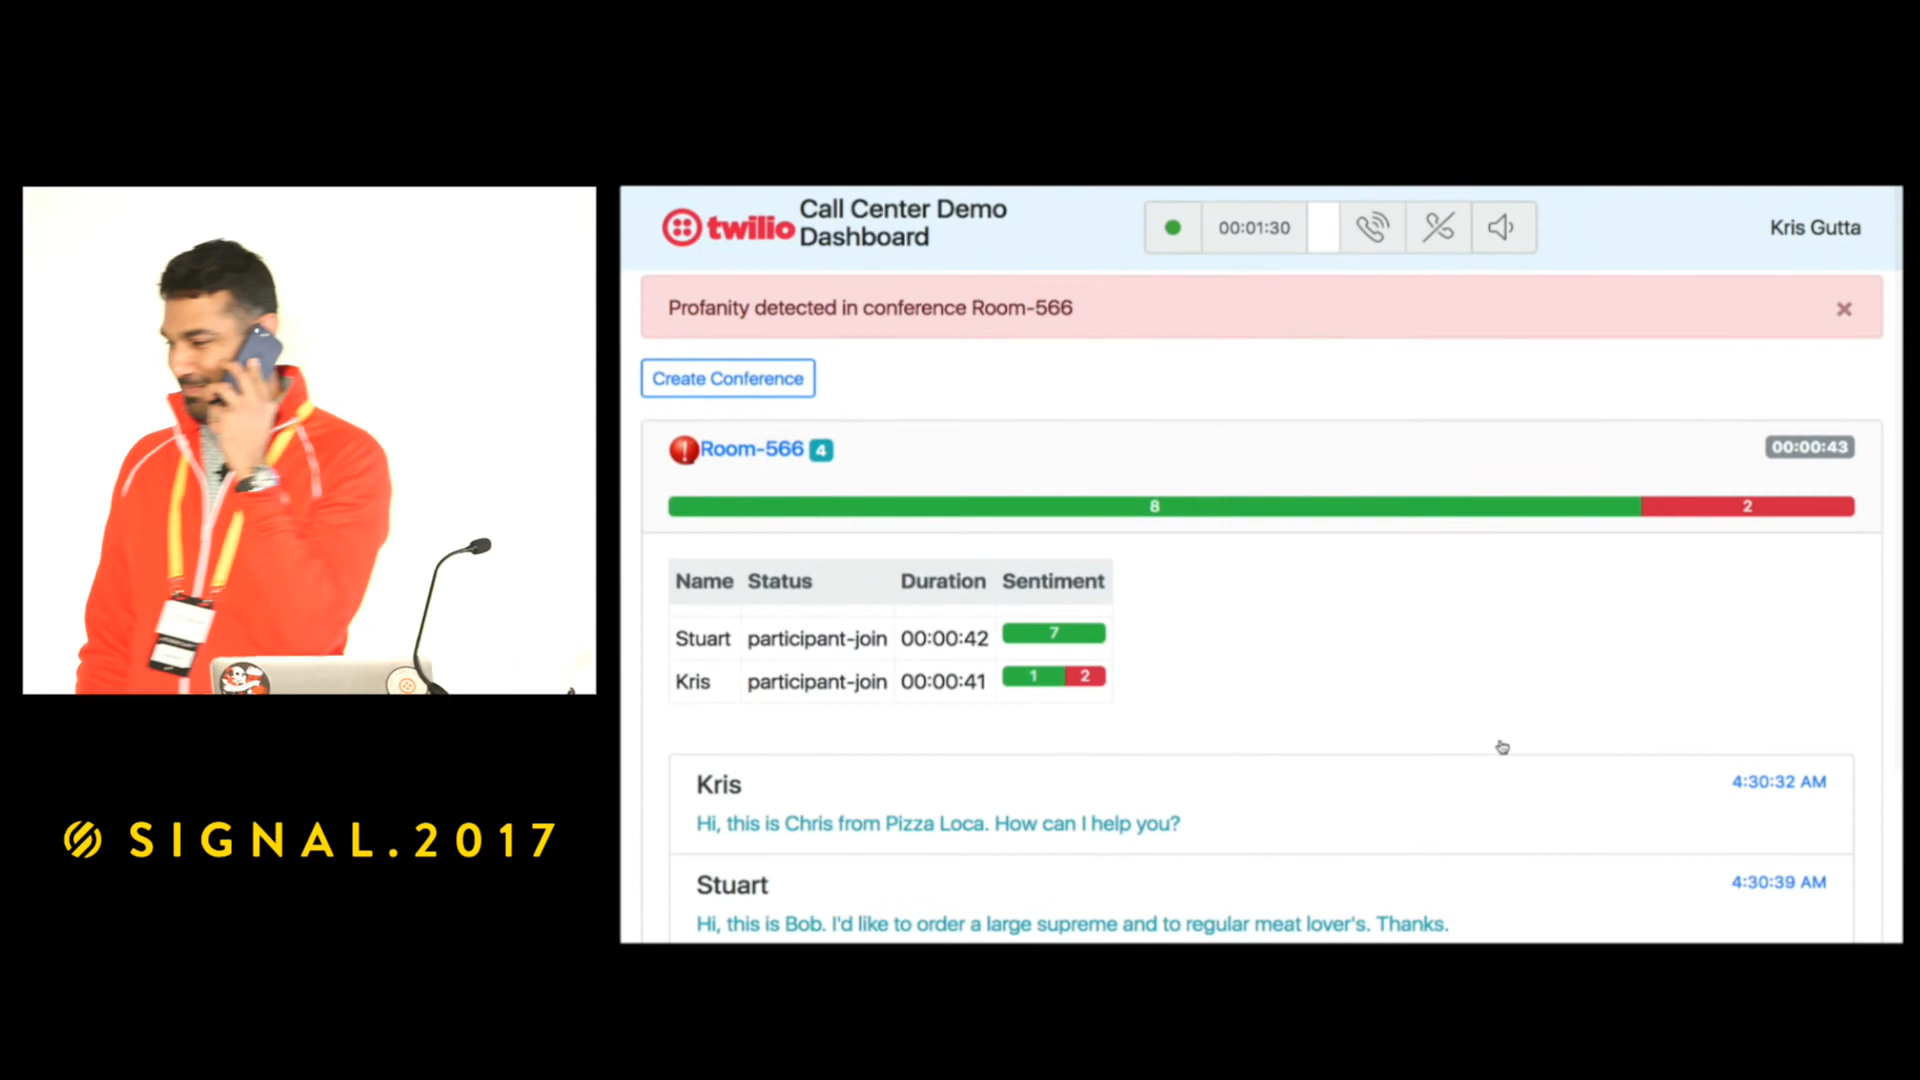 twilio
Call Center Demo
Dashboard
00:01:30
Kris Gutta
Profanity detected in conference Room-566
×
Create Conference
! Room-566 4
00:00:43
8 2
Name Status Duration Sentiment
Stuart participant-join 00:00:42 7
Kris participant-join 00:00:41 1 2
Kris 4:30:32 AM
Hi, this is Chris from Pizza Loca. How can I help you?
Stuart 4:30:39 AM
Hi, this is Bob. I'd like to order a large supreme and to regular meat lover's. Thanks.
SIGNAL.2017